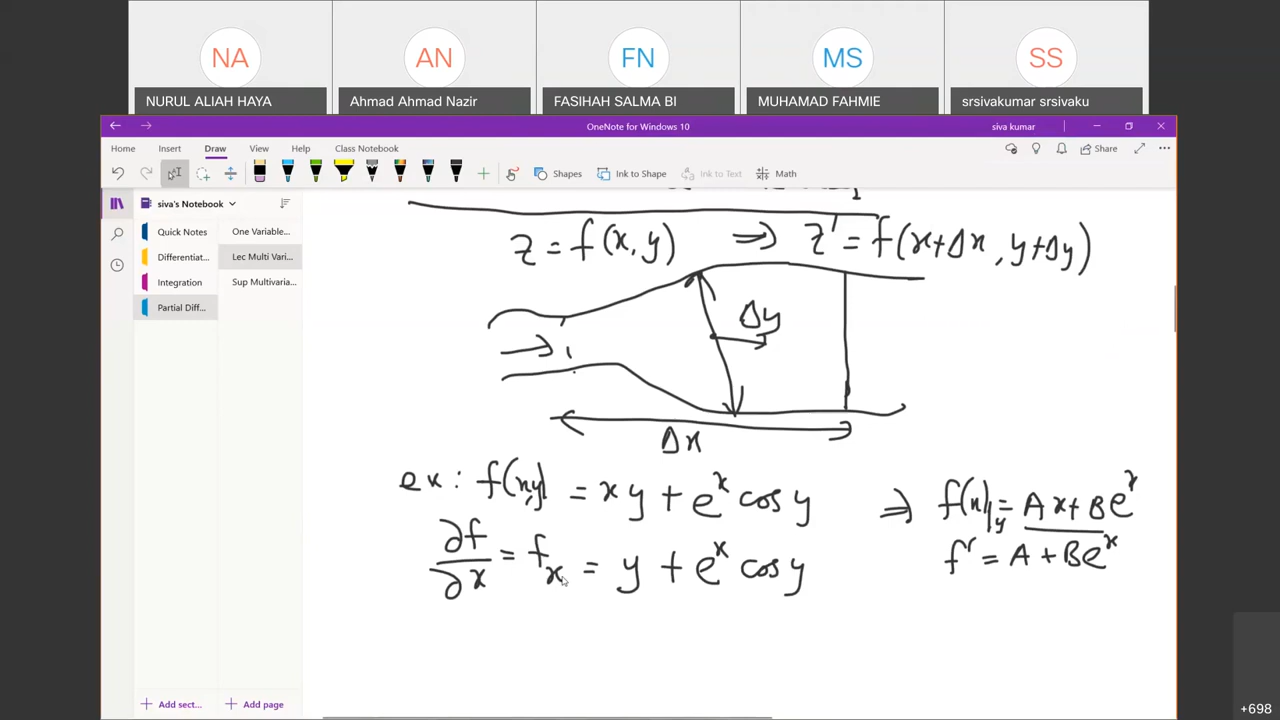 NA AN FN MS SS
NURUL ALIAH HAYA Ahmad Ahmad Nazir FASIHAH SALMA BI MUHAMAD FAHMIE srsivakumar srsivaku
OneNote for Windows 10 siva kumar
Home Insert Draw View Help Class Notebook Share
Shapes Ink to Shape Ink to Text Math
siva's Notebook
Quick Notes One Variable...
Differentiat... Lec Multi Vari...
Integration Sup Multivaria...
Partial Diff...
z = f(x, y) ⇒ z' = f(x+Δx, y+Δy)
Δy
Δx
ex: f(x,y) = xy + e^x cos y ⇒ f(x)|y = Ax + Be^x
∂f/∂x = f_x = y + e^x cos y f' = A + Be^x
Add sect... Add page
+698